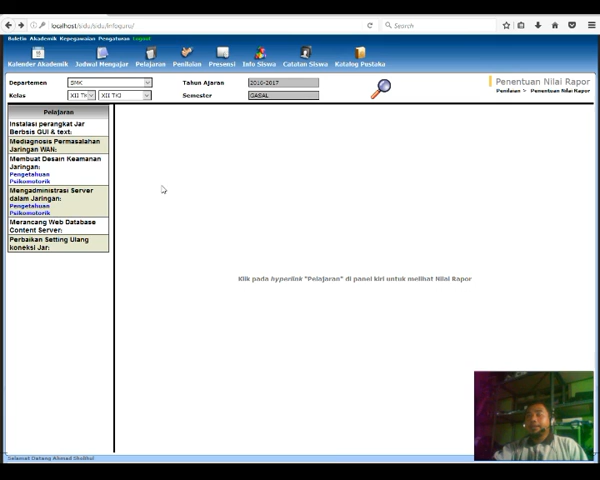 localhost/sidu/sidu/infoguru/
Search
Buletin Akademik Kepegawaian Pengaturan Logout
Kalender Akademik Jadwal Mengajar Pelajaran Penilaian Presensi Info Siswa Catatan Siswa Katalog Pustaka
Departemen SMK Tahun Ajaran 2016-2017
Penentuan Nilai Rapor
Kelas XII TKJ Semester GASAL
Penilaian > Penentuan Nilai Rapor
Pelajaran
Instalasi perangkat Jar
Berbsis GUI & text:
Mediagnosis Permasalahan
Jaringan WAN:
Membuat Desain Keamanan
Jaringan:
Pengetahuan
Psikomotorik
Mengadministrasi Server
dalam Jaringan:
Pengetahuan
Psikomotorik
Merancang Web Database
Content Server:
Perbaikan Setting Ulang
koneksi Jar:
Klik pada hyperlink "Pelajaran" di panel kiri untuk melihat Nilai Rapor
Selamat Datang Ahmad